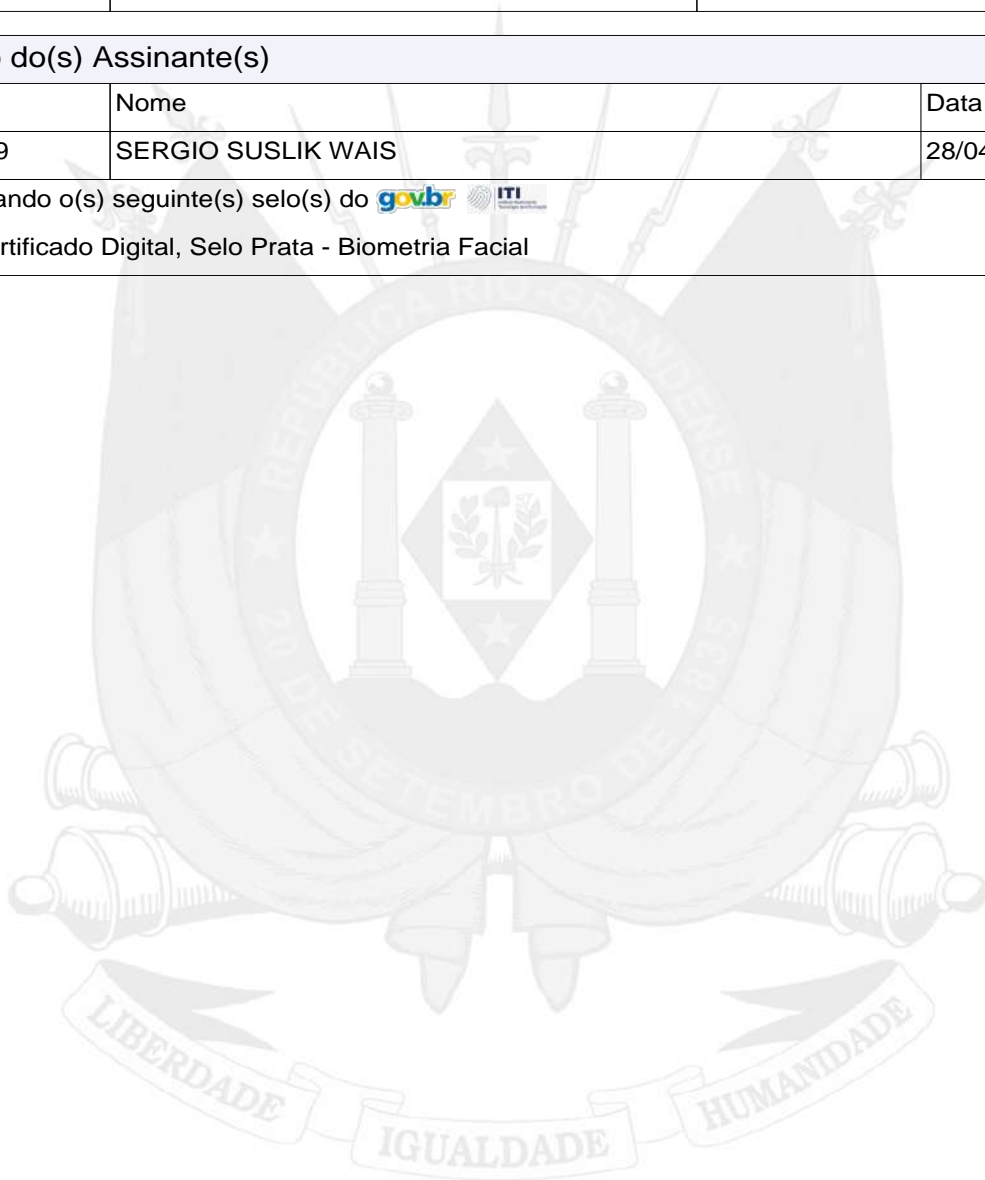 do(s) Assinante(s)
Nome
Data
9
SERGIO SUSLIK WAIS
28/04
ando o(s) seguinte(s) selo(s) do gov.br ITI
rtificado Digital, Selo Prata - Biometria Facial
REPÚBLICA RIO-GRANDENSE
20 DE SETEMBRO DE 1835
LIBERDADE
IGUALDADE
HUMANIDADE